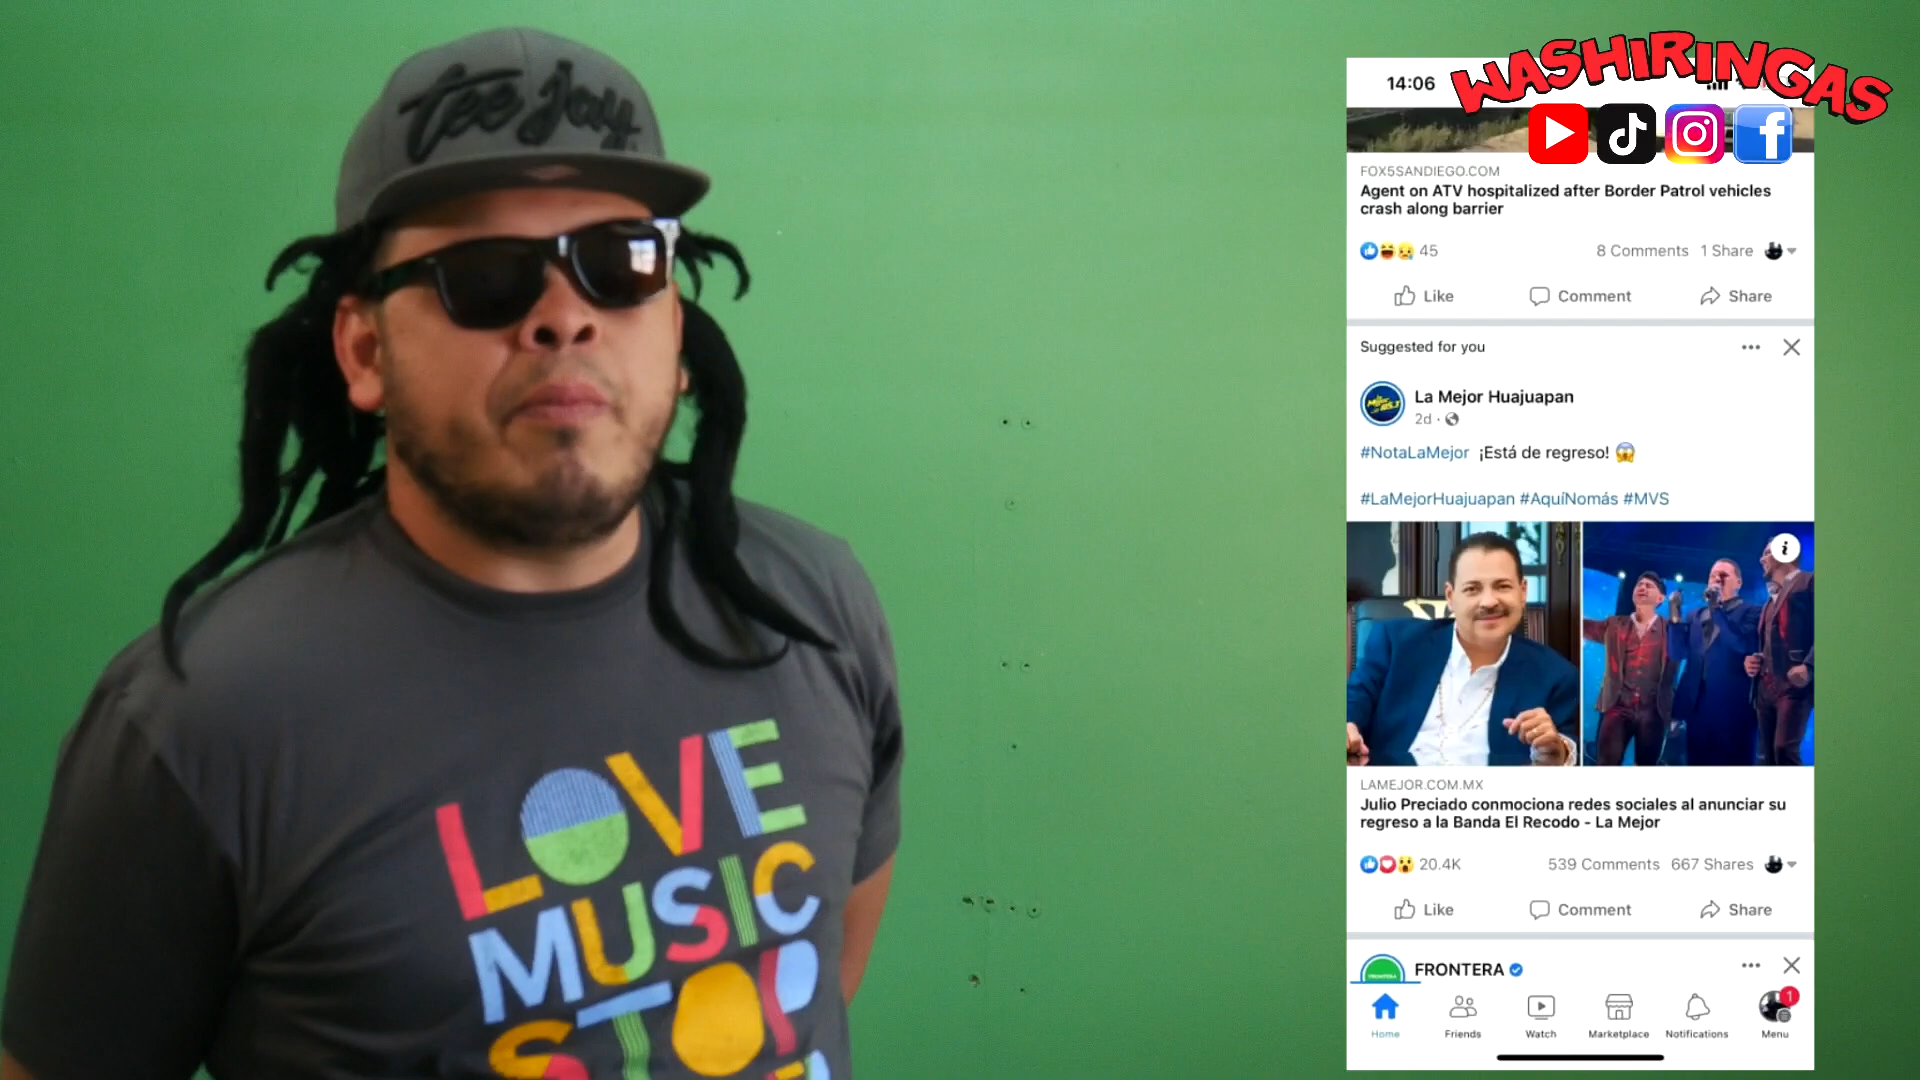 tee jay
LOVE
MUSIC
STOP
WASHIRINGAS
14:06
FOX5SANDIEGO.COM
Agent on ATV hospitalized after Border Patrol vehicles
crash along barrier
45
8 Comments 1 Share
Like Comment Share
Suggested for you
La Mejor Huajuapan
2d ·
#NotaLaMejor ¡Está de regreso! 😱
#LaMejorHuajuapan #AquíNomás #MVS
LAMEJOR.COM.MX
Julio Preciado conmociona redes sociales al anunciar su
regreso a la Banda El Recodo - La Mejor
20.4K
539 Comments 667 Shares
Like Comment Share
FRONTERA
1
Home Friends Watch Marketplace Notifications Menu